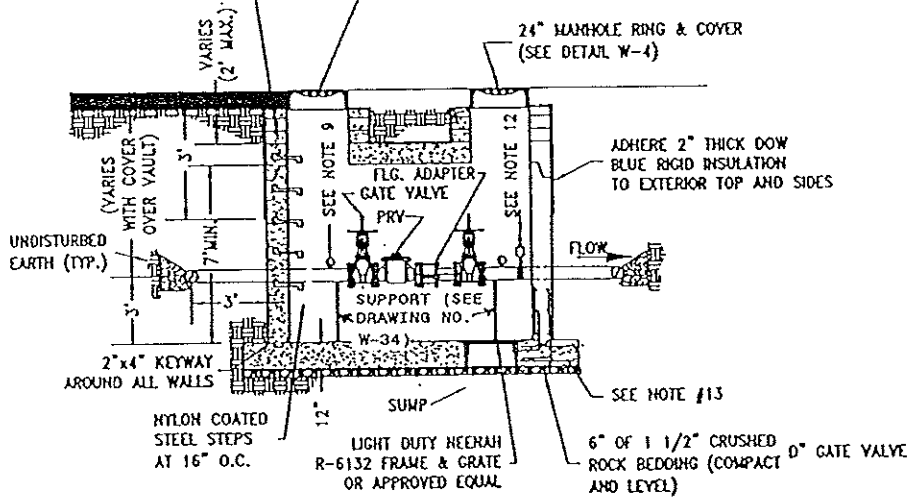 VARIES
(2' MAX.)
24" MANHOLE RING & COVER
(SEE DETAIL W-4)
(VARIES
WITH COVER
OVER VAULT)
3'
7' MIN.
SEE NOTE 9
FLG. ADAPTER
GATE VALVE
PRV
SEE NOTE 12
ADHERE 2" THICK DOW
BLUE RIGID INSULATION
TO EXTERIOR TOP AND SIDES
UNDISTURBED
EARTH (TYP.)
FLOW
3'
3'
SUPPORT (SEE
DRAWING NO.
W-34)
2"x4" KEYWAY
AROUND ALL WALLS
12"
SUMP
SEE NOTE #13
NYLON COATED
STEEL STEPS
AT 16" O.C.
LIGHT DUTY NEENAH
R-6132 FRAME & GRATE
OR APPROVED EQUAL
6" OF 1 1/2" CRUSHED
ROCK BEDDING (COMPACT
AND LEVEL)
D" GATE VALVE